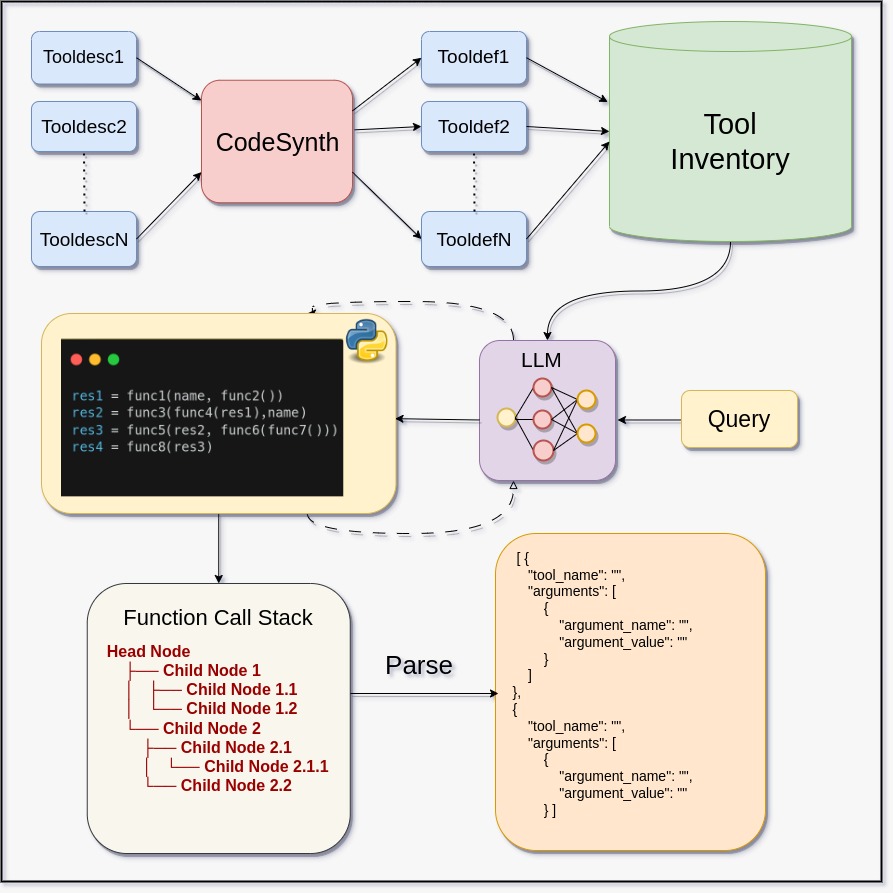 Tooldesc1
Tooldesc2
TooldescN
CodeSynth
Tooldef1
Tooldef2
TooldefN
Tool
Inventory
res1 = func1(name, func2())
res2 = func3(func4(res1),name)
res3 = func5(res2, func6(func7()))
res4 = func8(res3)
LLM
Query
Function Call Stack
Head Node
Child Node 1
Child Node 1.1
Child Node 1.2
Child Node 2
Child Node 2.1
Child Node 2.1.1
Child Node 2.2
Parse
[ {
"tool_name": "",
"arguments": [
{
"argument_name": "",
"argument_value": ""
}
]
},
{
"tool_name": "",
"arguments": [
{
"argument_name": "",
"argument_value": ""
} ]